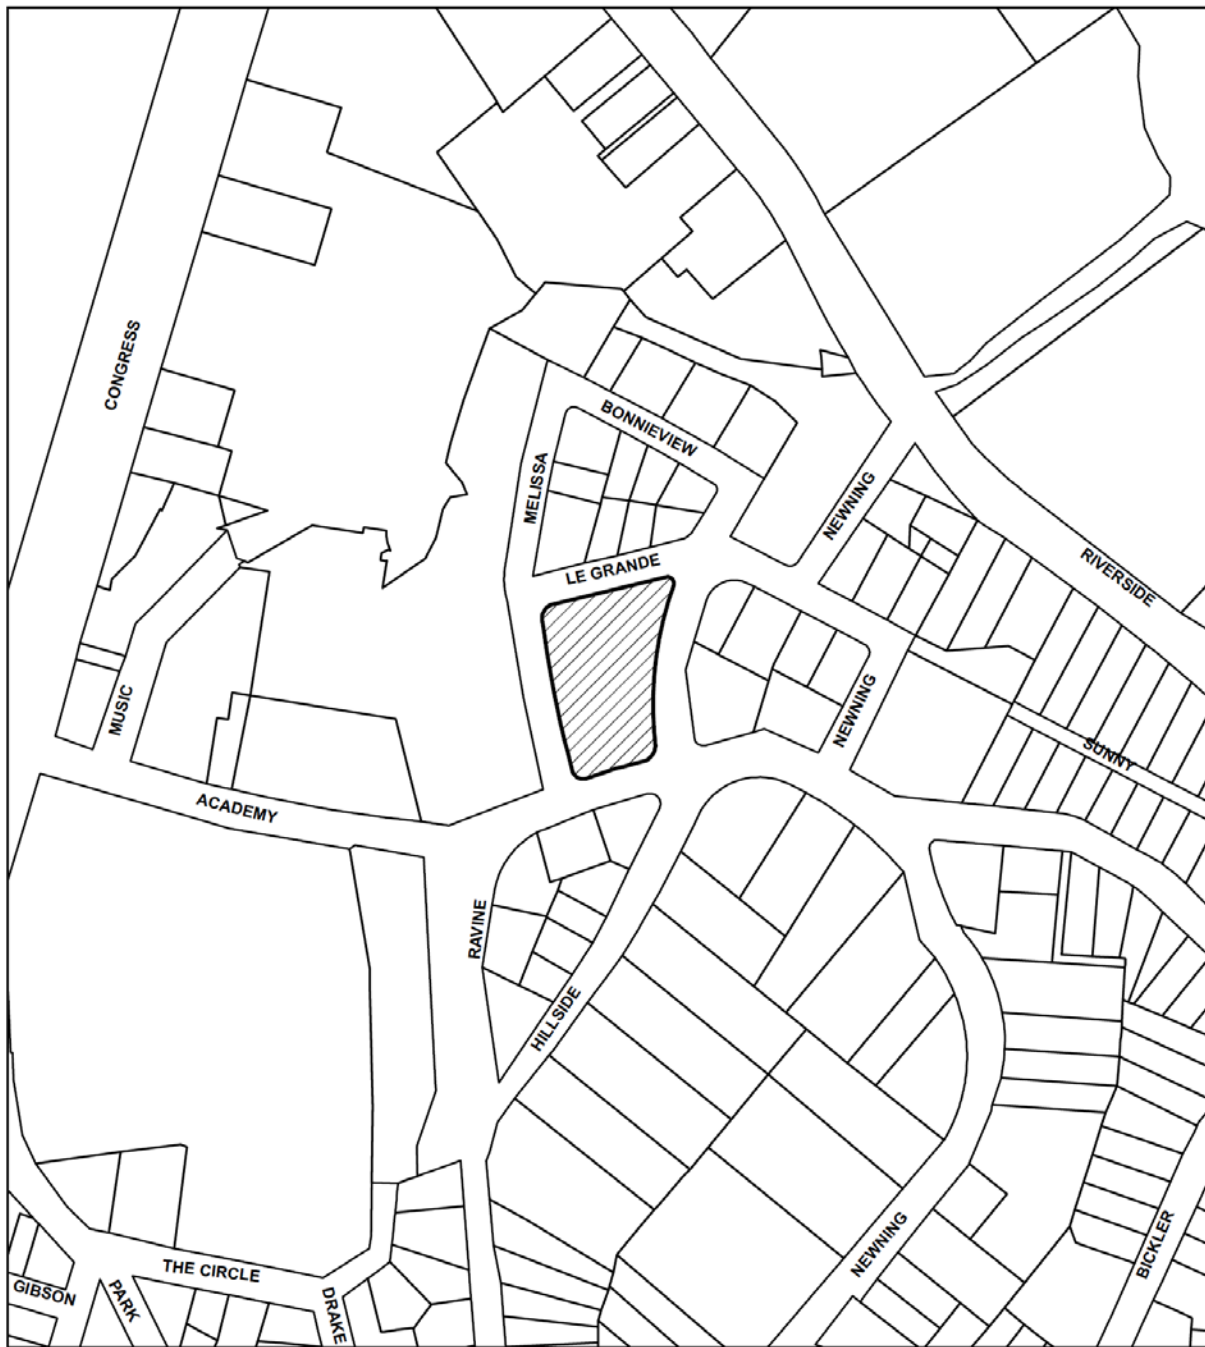 CONGRESS
BONNIEVIEW
MELISSA
NEWNING
LE GRANDE
RIVERSIDE
MUSIC
NEWNING
SUNNY
ACADEMY
RAVINE
HILLSIDE
NEWNING
BICKLER
THE CIRCLE
GIBSON
PARK
DRAKE